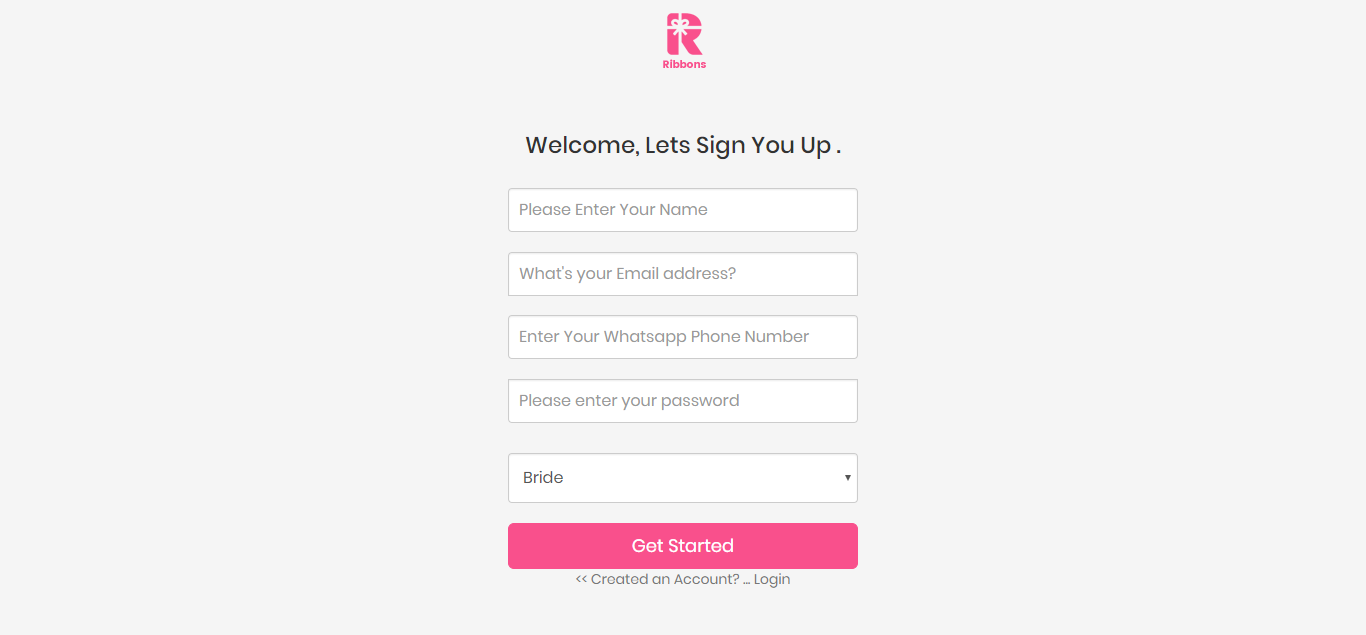 Ribbons
Welcome, Lets Sign You Up .
Please Enter Your Name
What's your Email address?
Enter Your Whatsapp Phone Number
Please enter your password
Bride
Get Started
<< Created an Account? ... Login